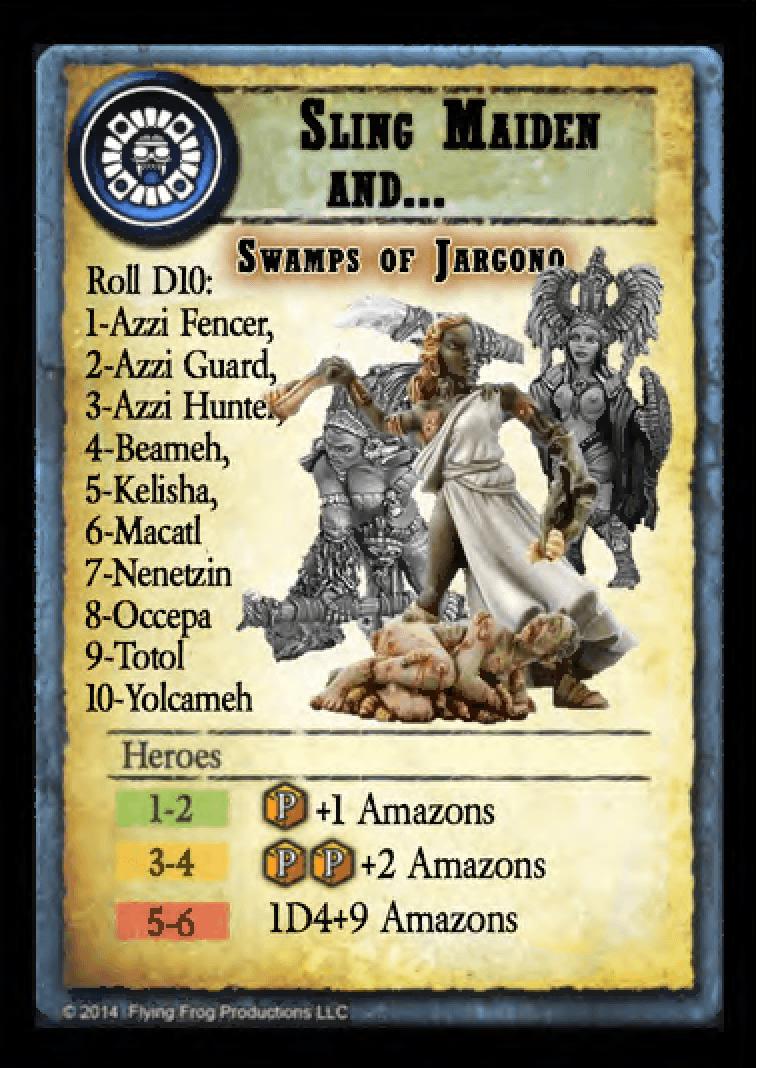 Sling Maiden
and...
Swamps of Jargono
Roll D10:
1-Azzi Fencer,
2-Azzi Guard,
3-Azzi Hunter,
4-Beameh,
5-Kelisha,
6-Macatl
7-Nenetzin
8-Occepa
9-Totol
10-Yolcameh
Heroes
1-2 P +1 Amazons
3-4 P P +2 Amazons
5-6 1D4+9 Amazons
© 2014 Flying Frog Productions LLC